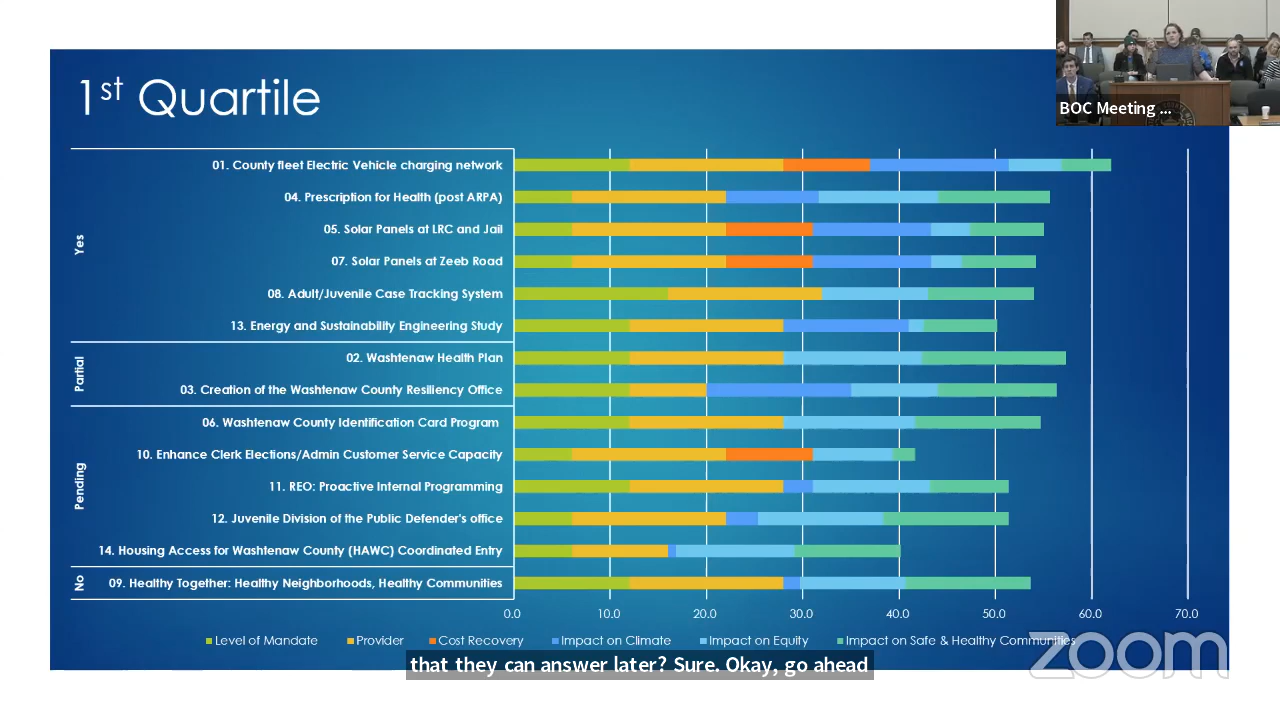 1st Quartile
BOC Meeting ...
Yes
01. County fleet Electric Vehicle charging network
04. Prescription for Health (post ARPA)
05. Solar Panels at LRC and Jail
07. Solar Panels at Zeeb Road
08. Adult/Juvenile Case Tracking System
13. Energy and Sustainability Engineering Study
Partial
02. Washtenaw Health Plan
03. Creation of the Washtenaw County Resiliency Office
Pending
06. Washtenaw County Identification Card Program
10. Enhance Clerk Elections/Admin Customer Service Capacity
11. REO: Proactive Internal Programming
12. Juvenile Division of the Public Defender's office
14. Housing Access for Washtenaw County (HAWC) Coordinated Entry
No
09. Healthy Together: Healthy Neighborhoods, Healthy Communities
0.0 10.0 20.0 30.0 40.0 50.0 60.0 70.0
Level of Mandate Provider Cost Recovery Impact on Climate Impact on Equity Impact on Safe & Healthy Communities
zoom
that they can answer later? Sure. Okay, go ahead